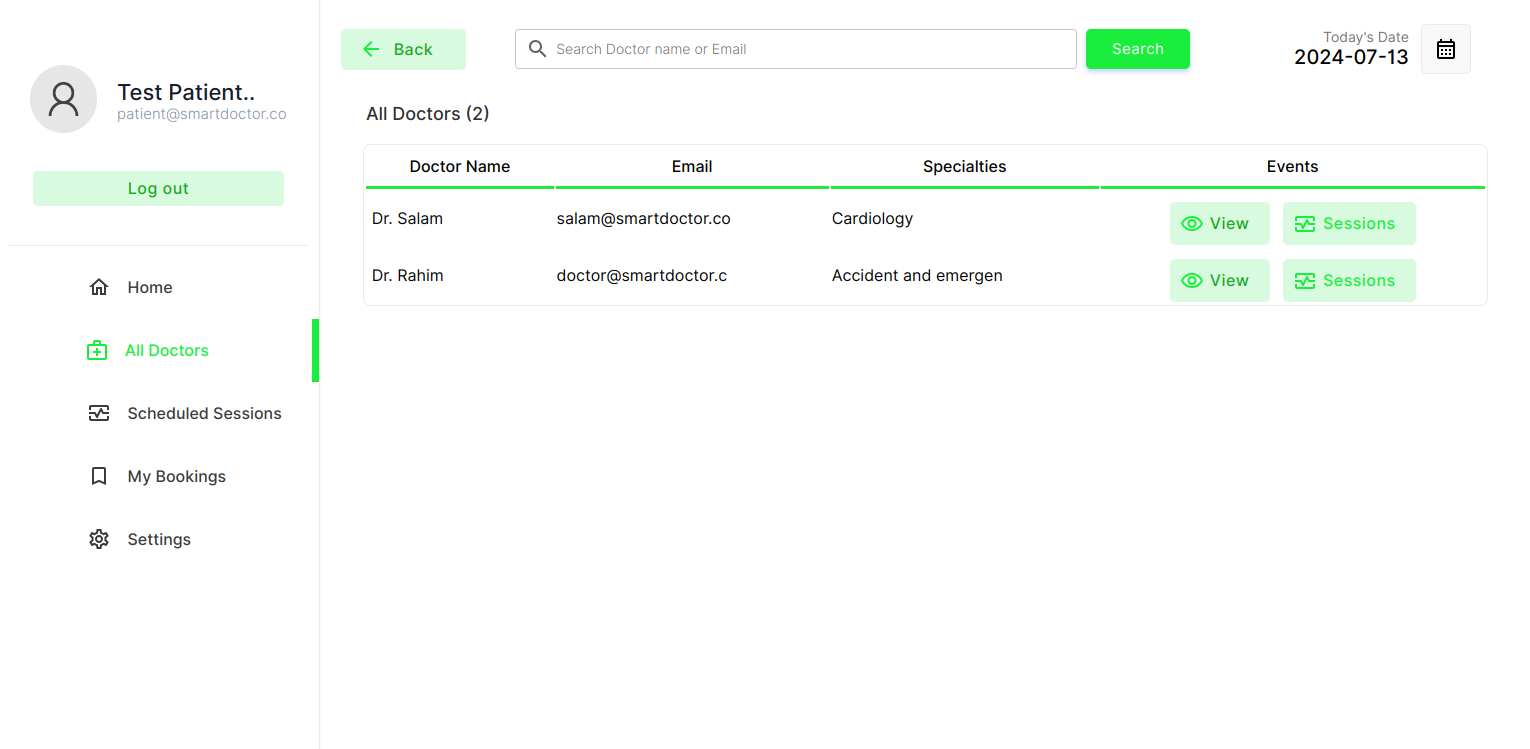 Test Patient..
patient@smartdoctor.co
Log out
Home
All Doctors
Scheduled Sessions
My Bookings
Settings
Back
Search Doctor name or Email
Search
Today's Date
2024-07-13
All Doctors (2)
Doctor Name Email Specialties Events
Dr. Salam salam@smartdoctor.co Cardiology View Sessions
Dr. Rahim doctor@smartdoctor.c Accident and emergen View Sessions